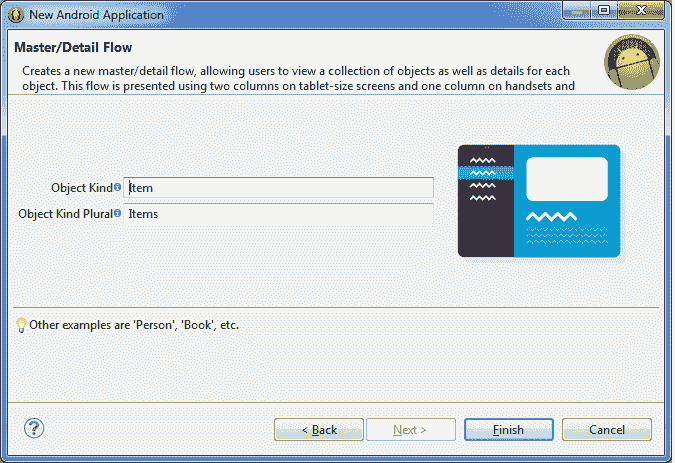 New Android Application
Master/Detail Flow
Creates a new master/detail flow, allowing users to view a collection of objects as well as details for each
object. This flow is presented using two columns on tablet-size screens and one column on handsets and
Object Kind Item
Object Kind Plural Items
Other examples are 'Person', 'Book', etc.
? < Back Next > Finish Cancel